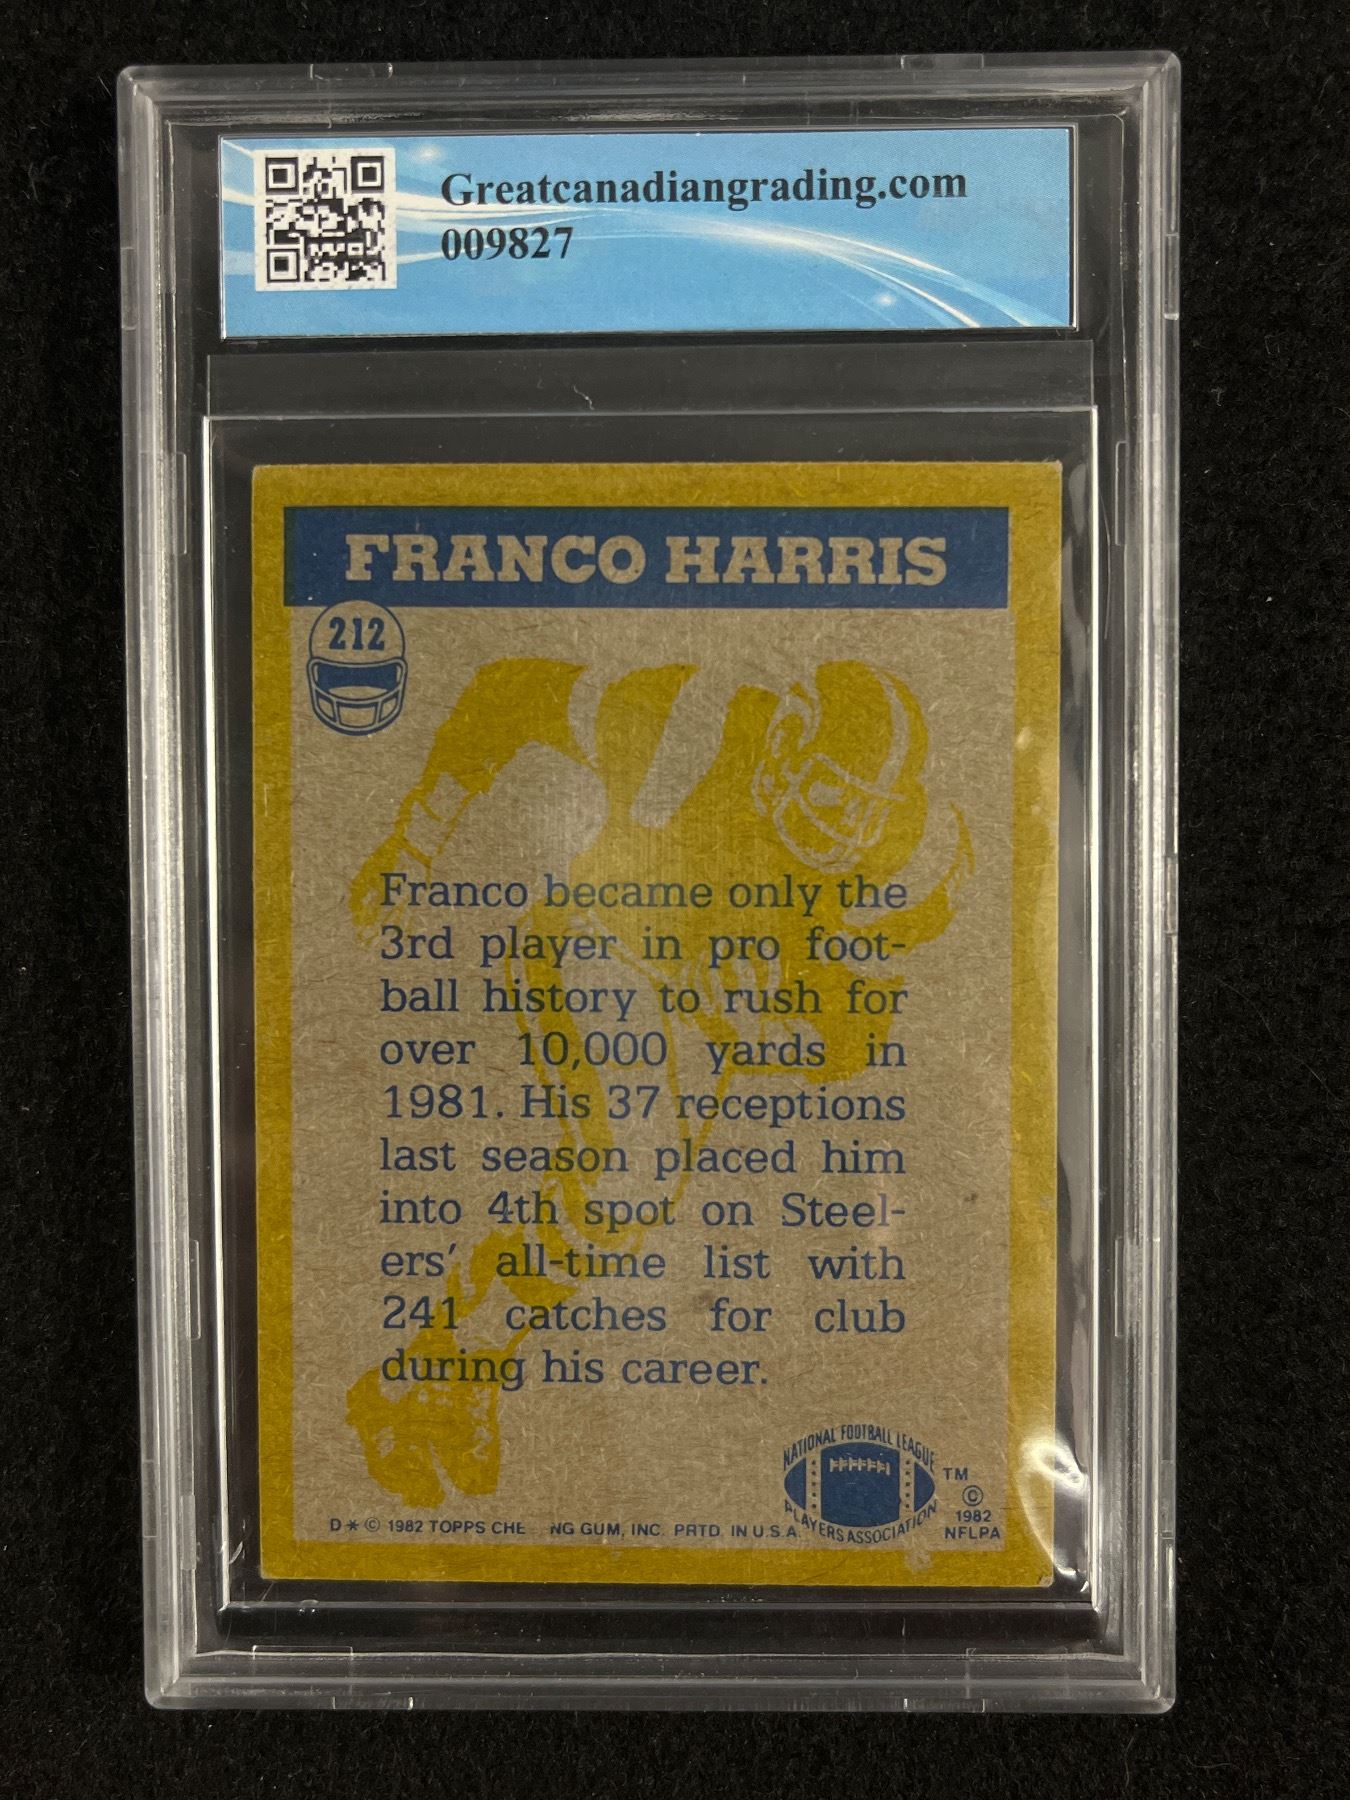 Greatcanadiangrading.com
009827
FRANCO HARRIS
212
Franco became only the
3rd player in pro foot-
ball history to rush for
over 10,000 yards in
1981. His 37 receptions
last season placed him
into 4th spot on Steel-
ers' all-time list with
241 catches for club
during his career.
NATIONAL FOOTBALL LEAGUE
PLAYERS ASSOCIATION
TM
©
1982
NFLPA
D * © 1982 TOPPS CHE NG GUM, INC. PRTD. IN U.S.A.